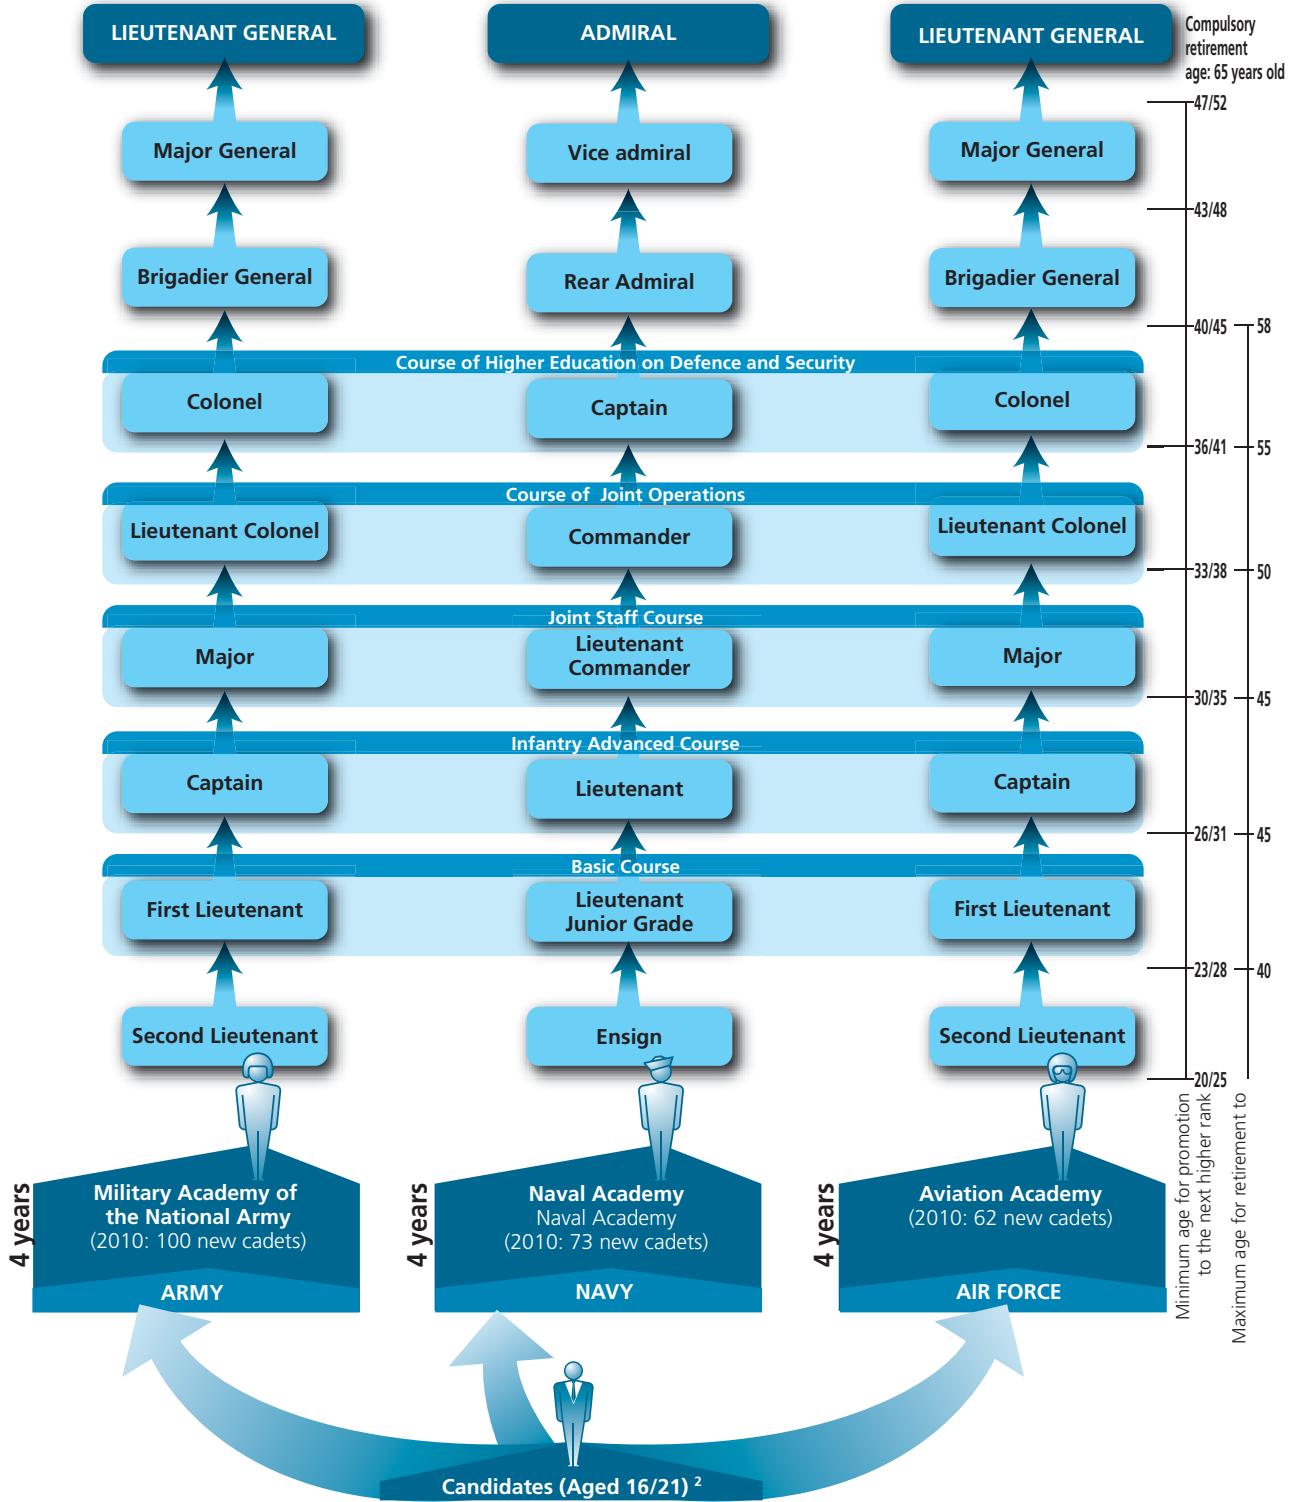 LIEUTENANT GENERAL
ADMIRAL
LIEUTENANT GENERAL
Compulsory
retirement
age: 65 years old
47/52
Major General
Vice admiral
Major General
43/48
Brigadier General
Rear Admiral
Brigadier General
40/45
58
Course of Higher Education on Defence and Security
Colonel
Captain
Colonel
36/41
55
Course of Joint Operations
Lieutenant Colonel
Commander
Lieutenant Colonel
33/38
50
Joint Staff Course
Major
Lieutenant
Commander
Major
30/35
45
Infantry Advanced Course
Captain
Lieutenant
Captain
26/31
45
Basic Course
First Lieutenant
Lieutenant
Junior Grade
First Lieutenant
23/28
40
Second Lieutenant
Ensign
Second Lieutenant
20/25
Minimum age for promotion
to the next higher rank
Maximum age for retirement to
4 years
Military Academy of
the National Army
(2010: 100 new cadets)
ARMY
4 years
Naval Academy
Naval Academy
(2010: 73 new cadets)
NAVY
4 years
Aviation Academy
(2010: 62 new cadets)
AIR FORCE
Candidates (Aged 16/21) 2